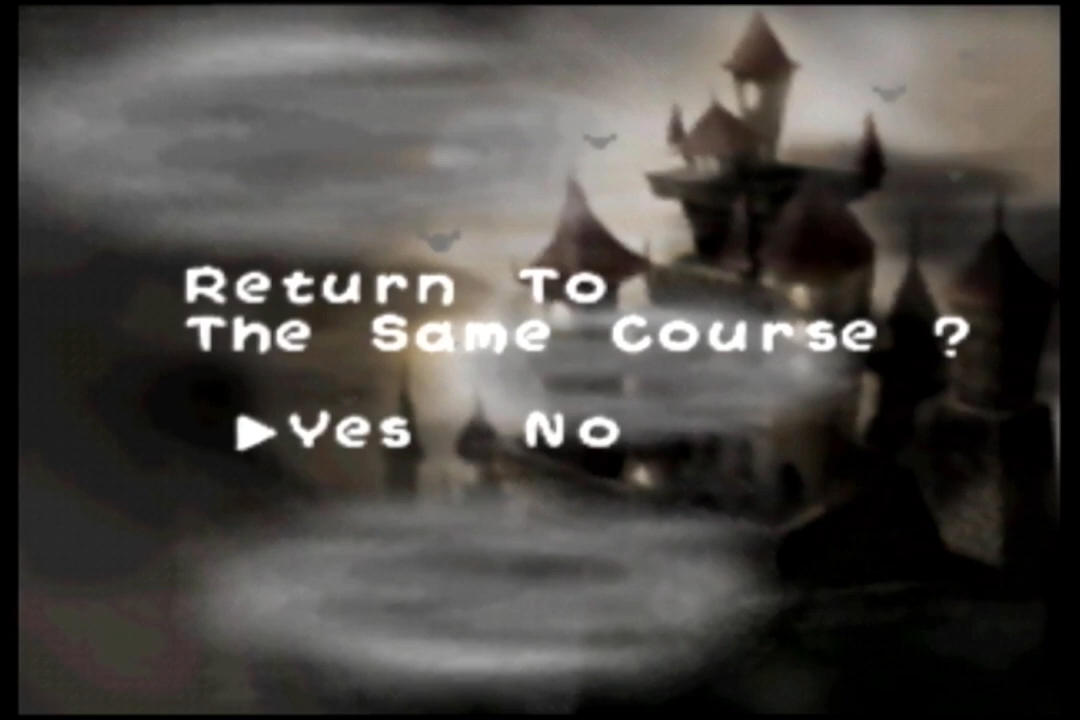 Return To
The Same Course ?
▶Yes No